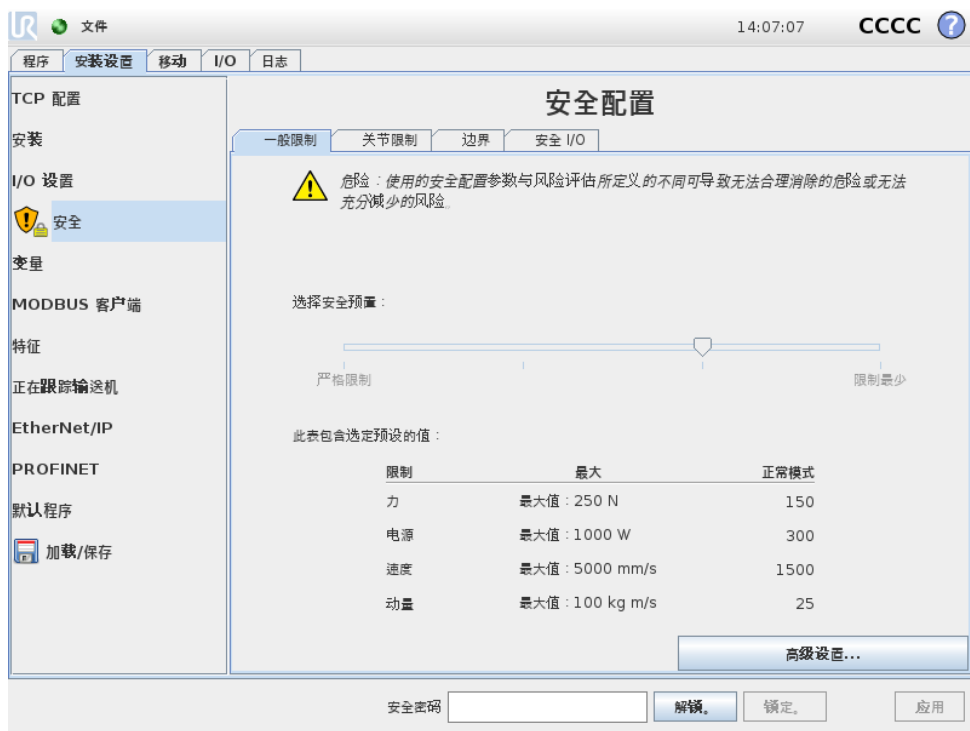 UR 文件 14:07:07 CCCC ?
程序 安装设置 移动 I/O 日志
TCP 配置
安装
I/O 设置
安全
变量
MODBUS 客户端
特征
正在跟踪输送机
EtherNet/IP
PROFINET
默认程序
加载/保存
安全配置
一般限制 关节限制 边界 安全 I/O
危险：使用的安全配置参数与风险评估所定义的不同可导致无法合理消除的危险或无法
充分减少的风险。
选择安全预置：
严格限制 限制最少
此表包含选定预设的值：
限制 最大 正常模式
力 最大值：250 N 150
电源 最大值：1000 W 300
速度 最大值：5000 mm/s 1500
动量 最大值：100 kg m/s 25
高级设置...
安全密码 解锁。 锁定。 应用